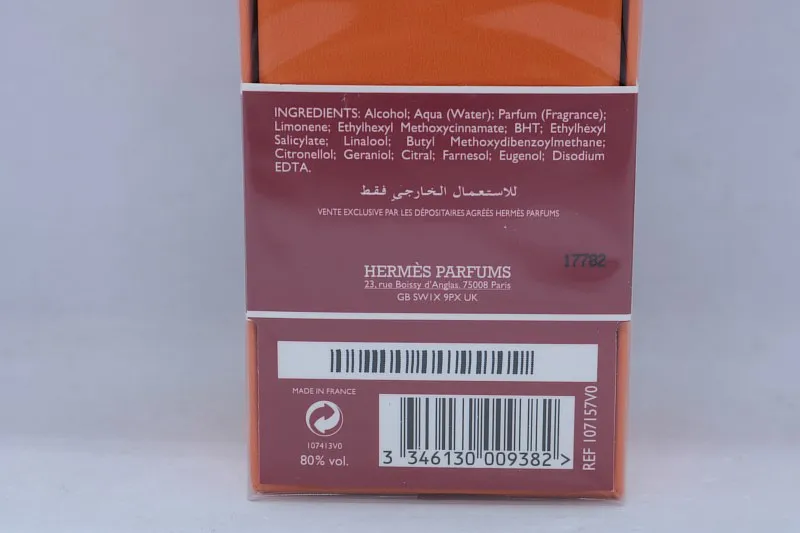 INGREDIENTS: Alcohol; Aqua (Water); Parfum (Fragrance);
Limonene; Ethylhexyl Methoxycinnamate; BHT; Ethylhexyl
Salicylate; Linalool; Butyl Methoxydibenzoylmethane;
Citronellol; Geraniol; Citral; Farnesol; Eugenol; Disodium
EDTA.
للاستعمال الخارجي فقط
VENTE EXCLUSIVE PAR LES DÉPOSITAIRES AGRÉÉS HERMÈS PARFUMS
17782
HERMÈS PARFUMS
23, rue Boissy d'Anglas, 75008 Paris
GB SW1X 9PX UK
MADE IN FRANCE
107413V0
80% vol.
3 346130 009382 >
REF 107157V0